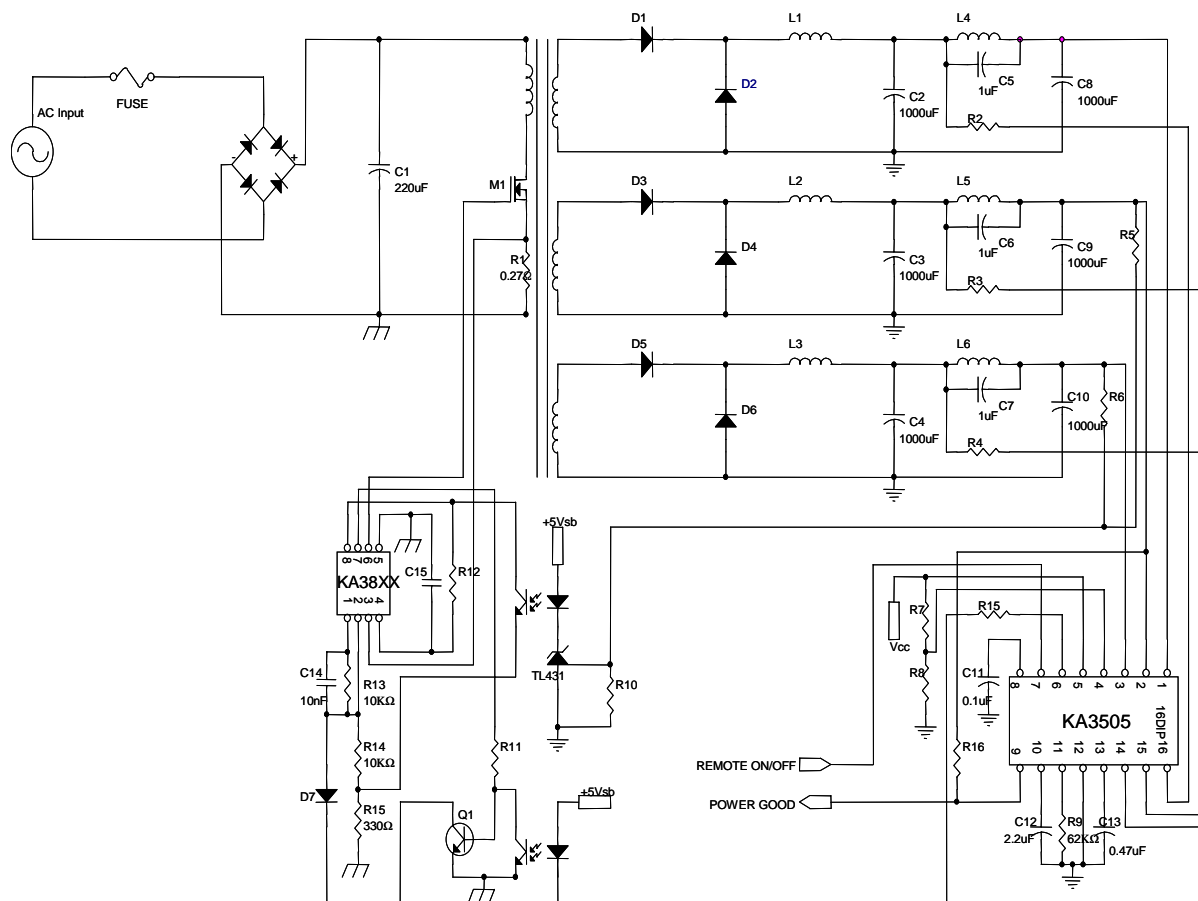 D1
L1
L4
AC Input
FUSE
D2
C2
1000uF
C5
1uF
C8
1000uF
R2
-
+
C1
220uF
M1
D3
L2
L5
R1
0.27Ω
D4
C3
1000uF
C6
1uF
C9
1000uF
R5
R3
D5
L3
L6
D6
C4
1000uF
C7
1uF
C10
1000uF
R6
R4
+5Vsb
8 7 6 5
KA38XX
1 2 3 4
C15
R12
R7
R15
Vcc
TL431
C14
10nF
R13
10KΩ
R10
R8
C11
0.1uF
8 7 6 5 4 3 2 1
KA3505
16DIP16
9 10 11 12 13 14 15
R14
10KΩ
R11
R16
REMOTE ON/OFF
POWER GOOD
D7
R15
330Ω
Q1
+5Vsb
C12
2.2uF
R9
62KΩ
C13
0.47uF